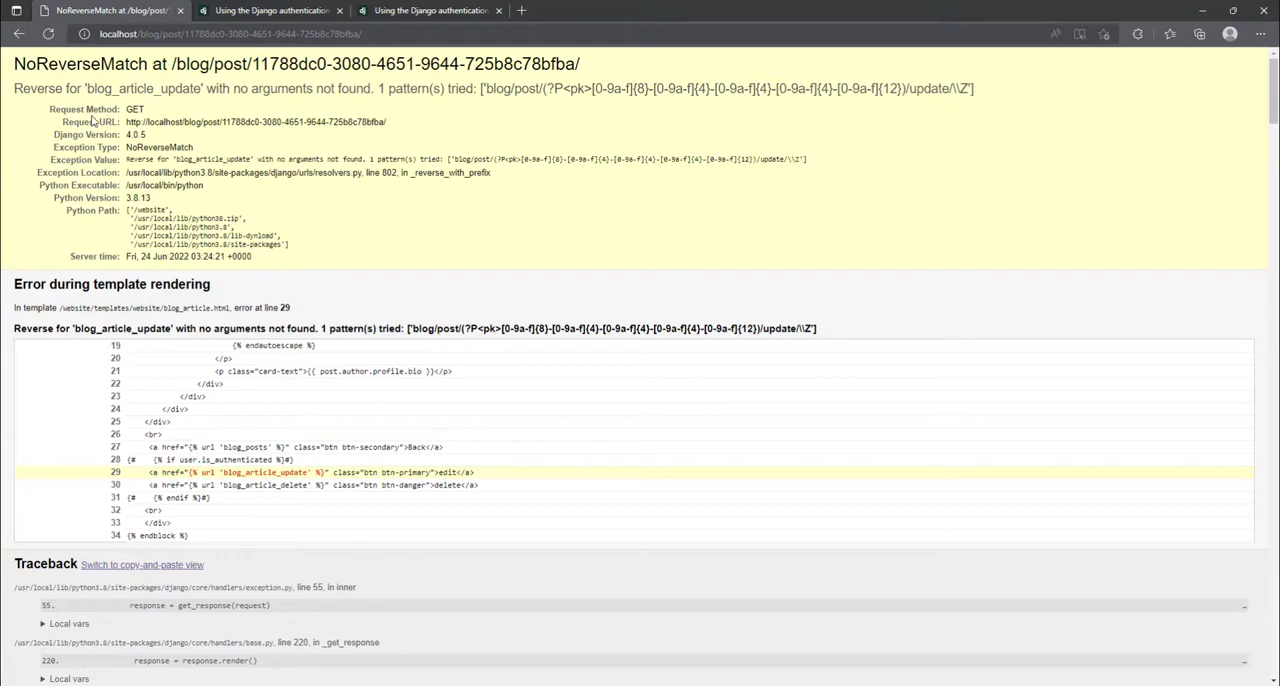 NoReverseMatch at /blog/post/
Using the Django authentication
Using the Django authentication
localhost/blog/post/11788dc0-3080-4651-9644-725b8c78bfba/
NoReverseMatch at /blog/post/11788dc0-3080-4651-9644-725b8c78bfba/
Reverse for 'blog_article_update' with no arguments not found. 1 pattern(s) tried: ['blog/post/(?P<pk>[0-9a-f]{8}-[0-9a-f]{4}-[0-9a-f]{4}-[0-9a-f]{4}-[0-9a-f]{12})/update/\\Z']
Request Method: GET
Request URL: http://localhost/blog/post/11788dc0-3080-4651-9644-725b8c78bfba/
Django Version: 4.0.5
Exception Type: NoReverseMatch
Exception Value: Reverse for 'blog_article_update' with no arguments not found. 1 pattern(s) tried: ['blog/post/(?P<pk>[0-9a-f]{8}-[0-9a-f]{4}-[0-9a-f]{4}-[0-9a-f]{4}-[0-9a-f]{12})/update/\\Z']
Exception Location: /usr/local/lib/python3.8/site-packages/django/urls/resolvers.py, line 802, in _reverse_with_prefix
Python Executable: /usr/local/bin/python
Python Version: 3.8.13
Python Path: ['/website',
'/usr/local/lib/python38.zip',
'/usr/local/lib/python3.8',
'/usr/local/lib/python3.8/lib-dynload',
'/usr/local/lib/python3.8/site-packages']
Server time: Fri, 24 Jun 2022 03:24:21 +0000
Error during template rendering
In template /website/templates/website/blog_article.html, error at line 29
Reverse for 'blog_article_update' with no arguments not found. 1 pattern(s) tried: ['blog/post/(?P<pk>[0-9a-f]{8}-[0-9a-f]{4}-[0-9a-f]{4}-[0-9a-f]{4}-[0-9a-f]{12})/update/\\Z']
19 {% endautoescape %}
20 </p>
21 <p class="card-text">{{ post.author.profile.bio }}</p>
22 </div>
23 </div>
24 </div>
25 </div>
26 <br>
27 <a href="{% url 'blog_posts' %}" class="btn btn-secondary">Back</a>
28 {# {% if user.is_authenticated %}#}
29 <a href="{% url 'blog_article_update' %}" class="btn btn-primary">edit</a>
30 <a href="{% url 'blog_article_delete' %}" class="btn btn-danger">delete</a>
31 {# {% endif %}#}
32 <br>
33 </div>
34 {% endblock %}
Traceback Switch to copy-and-paste view
/usr/local/lib/python3.8/site-packages/django/core/handlers/exception.py, line 55, in inner
55. response = get_response(request) …
Local vars
/usr/local/lib/python3.8/site-packages/django/core/handlers/base.py, line 220, in _get_response
220. response = response.render() …
Local vars